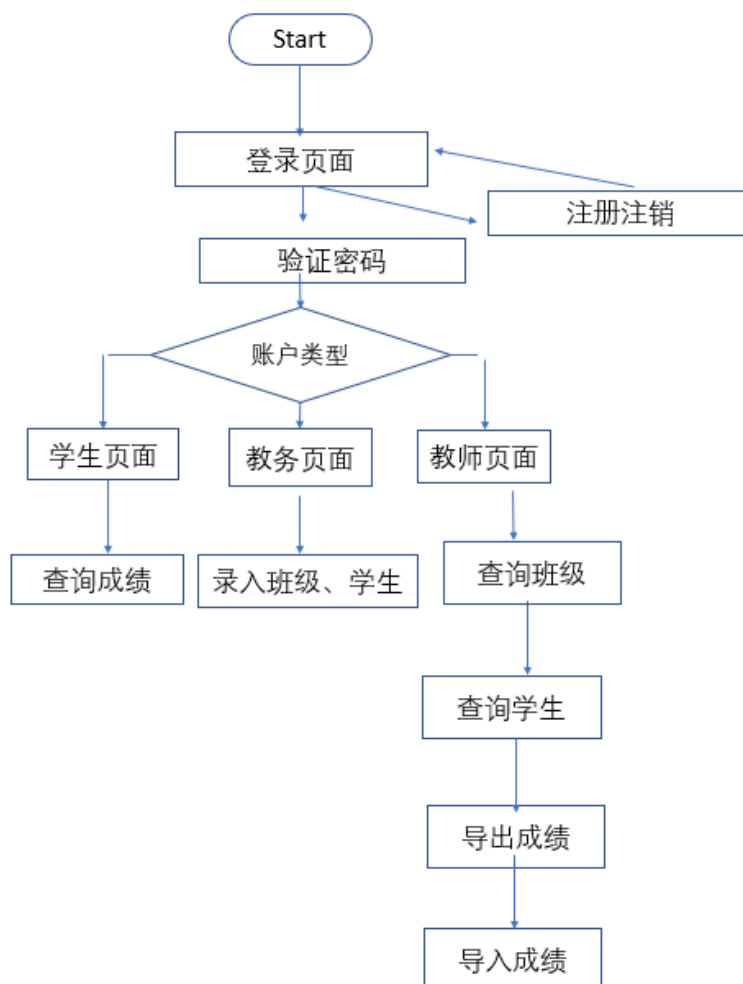 Start
登录页面
注册注销
验证密码
账户类型
学生页面
教务页面
教师页面
查询成绩
录入班级、学生
查询班级
查询学生
导出成绩
导入成绩